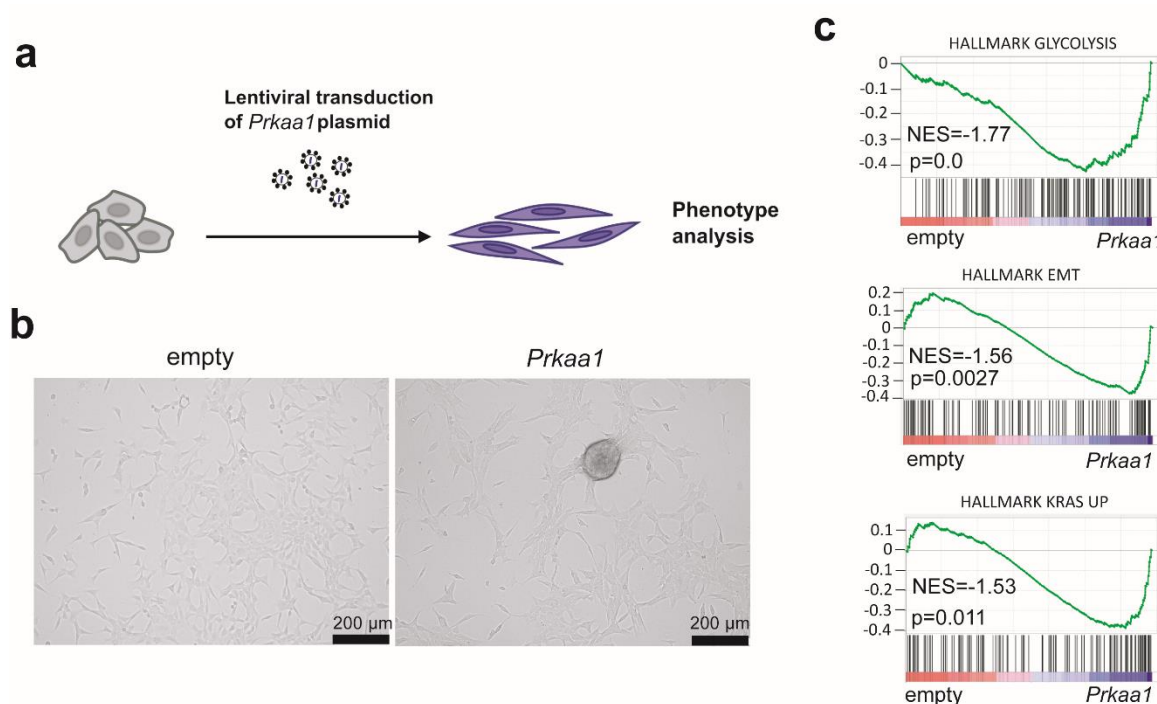 a
Lentiviral transduction
of Prkaa1 plasmid
Phenotype
analysis
b
empty
Prkaa1
200 µm
200 µm
c
HALLMARK GLYCOLYSIS
0
-0.1
-0.2
-0.3
-0.4
NES=-1.77
p=0.0
empty
Prkaa1
HALLMARK EMT
0.2
0.1
0
-0.1
-0.2
-0.3
-0.4
NES=-1.56
p=0.0027
empty
Prkaa1
HALLMARK KRAS UP
0.1
0
-0.1
-0.2
-0.3
-0.4
NES=-1.53
p=0.011
empty
Prkaa1